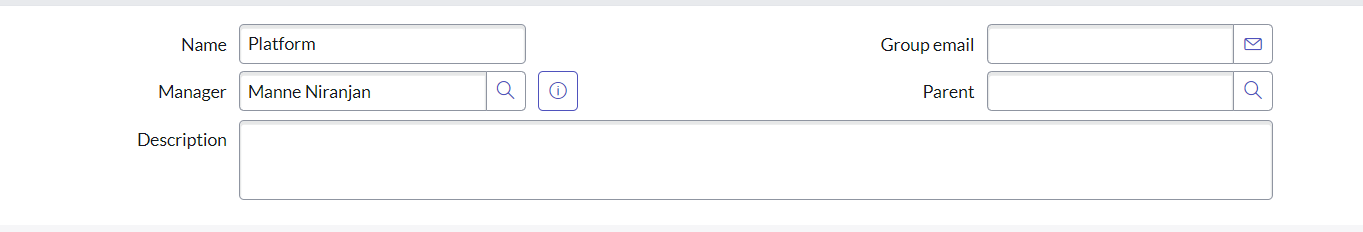 Name Platform
Group email
Manager Manne Niranjan
Parent
Description